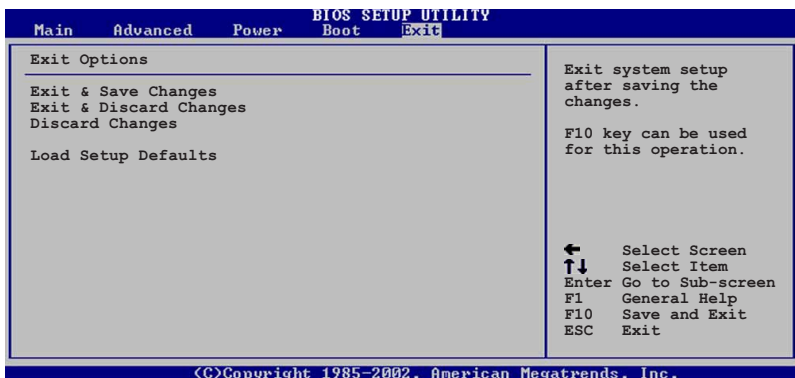 BIOS SETUP UTILITY
Main Advanced Power Boot Exit
Exit Options
Exit & Save Changes
Exit & Discard Changes
Discard Changes
Load Setup Defaults
Exit system setup
after saving the
changes.
F10 key can be used
for this operation.
← Select Screen
↑↓ Select Item
Enter Go to Sub-screen
F1 General Help
F10 Save and Exit
ESC Exit
(C)Copyright 1985-2002, American Megatrends, Inc.